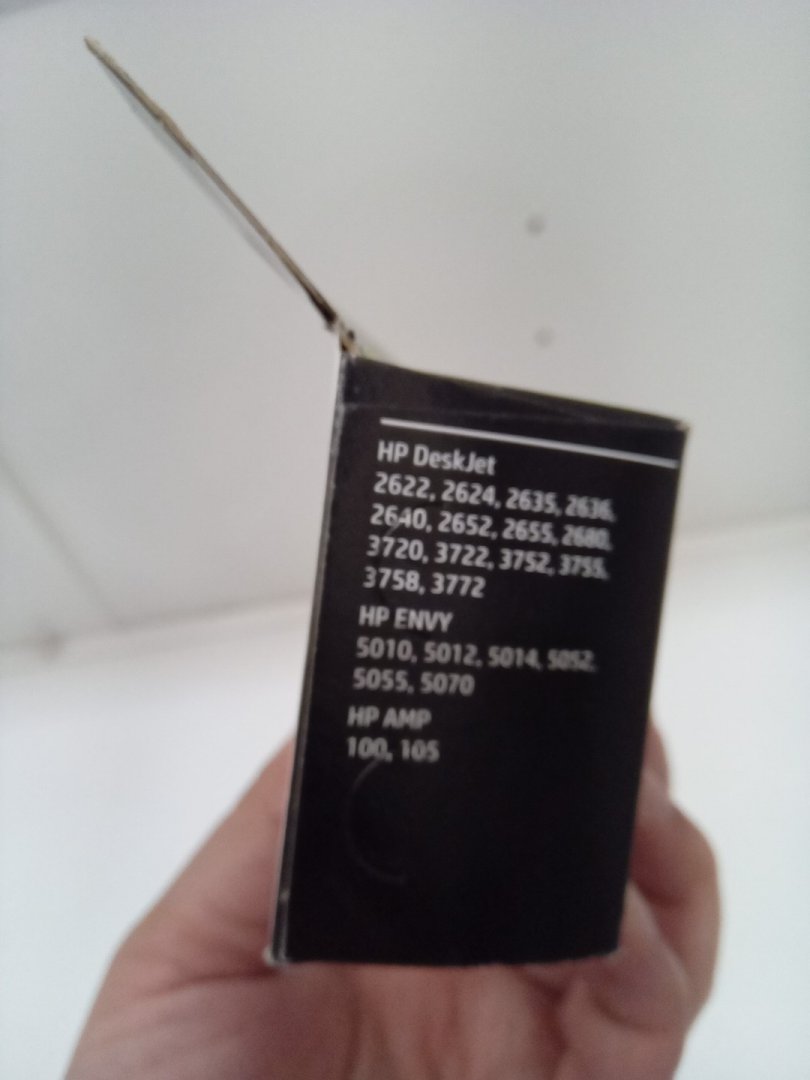 HP DeskJet
2622, 2624, 2635, 2636,
2640, 2652, 2655, 2680,
3720, 3722, 3752, 3755,
3758, 3772
HP ENVY
5010, 5012, 5014, 5052,
5055, 5070
HP AMP
100, 105